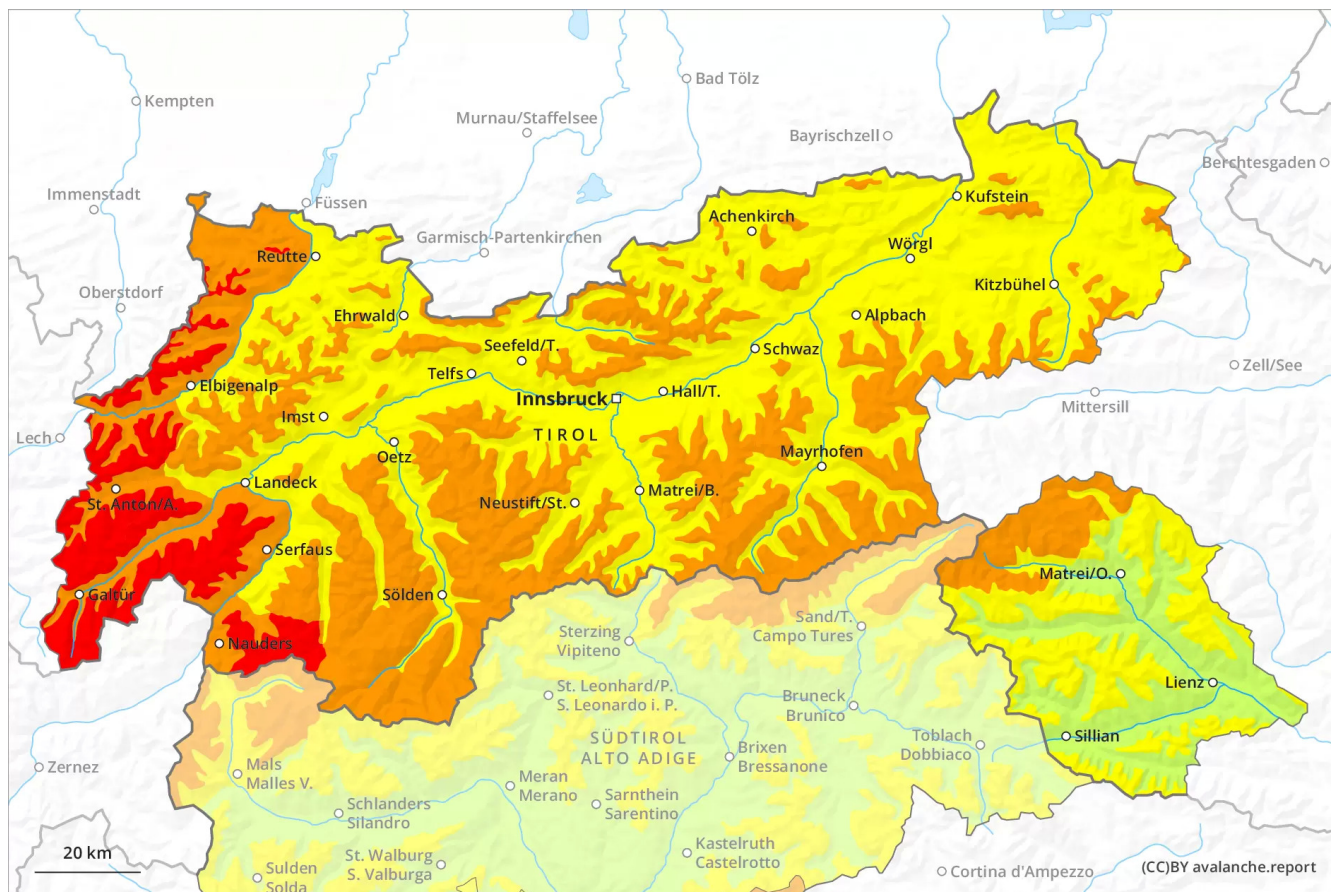 Bad Tölz
Kempten
Murnau/Staffelsee
Bayrischzell
Berchtesgaden
Immenstadt
Füssen
Kufstein
Achenkirch
Garmisch-Partenkirchen
Wörgl
Reutte
Oberstdorf
Kitzbühel
Ehrwald
Alpbach
Seefeld/T.
Schwaz
Telfs
Zell/See
Elbigenalp
Hall/T.
Mittersill
Innsbruck
Imst
Lech
TIROL
Oetz
Mayrhofen
Landeck
Matrei/B.
St. Anton/A.
Neustift/St.
Serfaus
Matrei/O.
Galtür
Sölden
Sand/T.
Campo Tures
Sterzing
Vipiteno
Nauders
Lienz
St. Leonhard/P.
S. Leonardo i. P.
Bruneck
Brunico
Sillian
Toblach
Dobbiaco
SÜDTIROL
ALTO ADIGE
Brixen
Bressanone
Zernez
Mals
Malles V.
Meran
Merano
Sarnthein
Sarentino
Schlanders
Silandro
Kastelruth
Castelrotto
20 km
St. Walburg
S. Valburga
Sulden
Solda
Cortina d'Ampezzo
(CC)BY avalanche.report